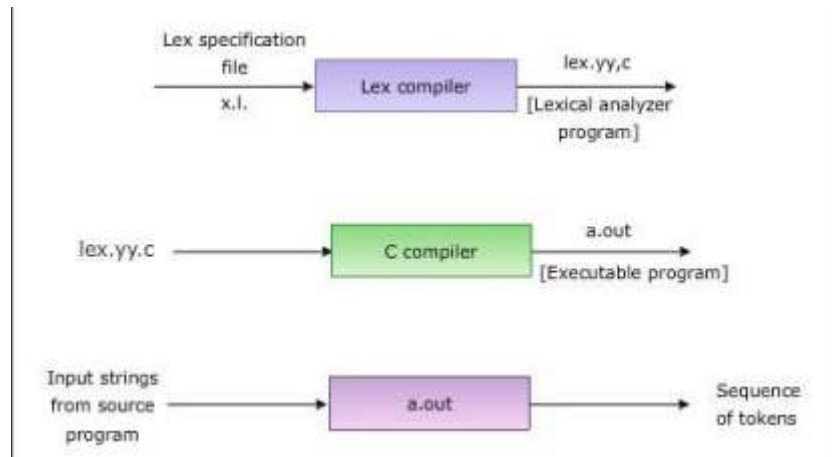 Lex specification
file
x.l.
Lex compiler
lex.yy,c
[Lexical analyzer
program]
lex.yy.c
C compiler
a.out
[Executable program]
Input strings
from source
program
a.out
Sequence
of tokens